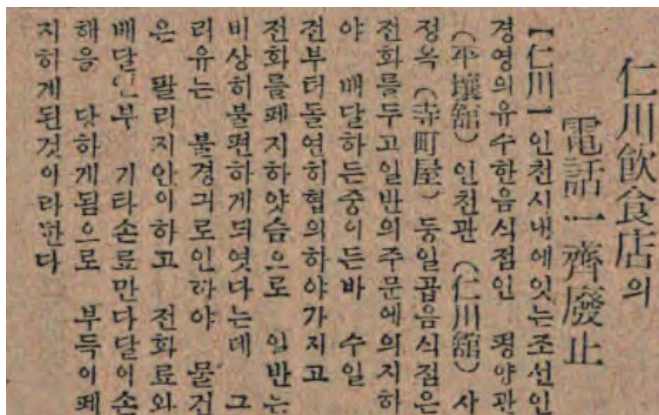 仁川飮食店의
電話一齊廢止
【仁川】 인천시내에잇는조선인
경영의유수한음식점인 평양관
(平壤舘) 인천관 (仁川舘) 사
정옥 (寺町屋) 등일곱음식점은
전화를두고일반의주문에의지하
야 배달하든중이든바 수일
전부터돌연히협의하야가지고
전화를폐지하얏슴으로 일반는
비상히불편하게되엿다는데 그
리유는 불경긔로인하야 물건
은 팔리지안이하고 전화료와
배달인부 기타손료만다달이손
해음 당하게됨으로 부득이폐
지하게된것이라한다